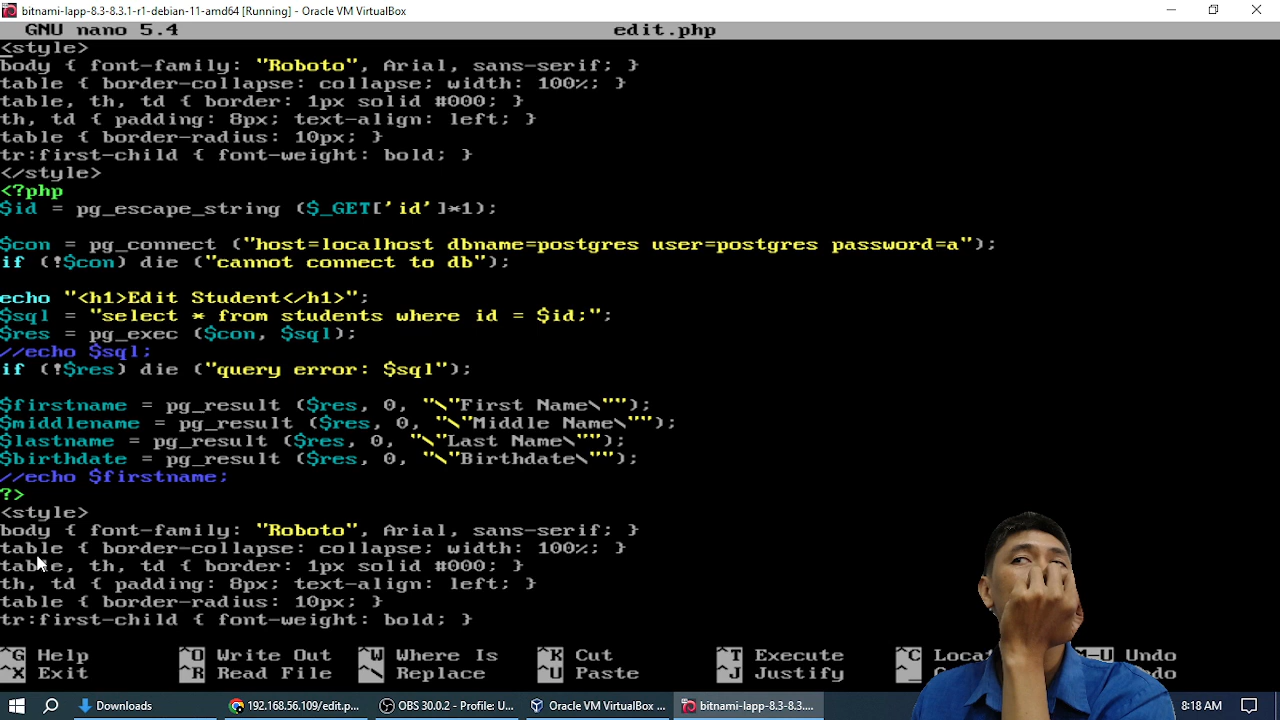 bitnami-lapp-8.3-8.3.1-r1-debian-11-amd64 [Running] - Oracle VM VirtualBox
GNU nano 5.4 edit.php
<style>
body { font-family: "Roboto", Arial, sans-serif; }
table { border-collapse: collapse; width: 100%; }
table, th, td { border: 1px solid #000; }
th, td { padding: 8px; text-align: left; }
table { border-radius: 10px; }
tr:first-child { font-weight: bold; }
</style>
<?php
$id = pg_escape_string ($_GET['id']*1);
$con = pg_connect ("host=localhost dbname=postgres user=postgres password=a");
if (!$con) die ("cannot connect to db");
echo "<h1>Edit Student</h1>";
$sql = "select * from students where id = $id;";
$res = pg_exec ($con, $sql);
//echo $sql;
if (!$res) die ("query error: $sql");
$firstname = pg_result ($res, 0, "\"First Name\"");
$middlename = pg_result ($res, 0, "\"Middle Name\"");
$lastname = pg_result ($res, 0, "\"Last Name\"");
$birthdate = pg_result ($res, 0, "\"Birthdate\"");
//echo $firstname;
?>
<style>
body { font-family: "Roboto", Arial, sans-serif; }
table { border-collapse: collapse; width: 100%; }
table, th, td { border: 1px solid #000; }
th, td { padding: 8px; text-align: left; }
table { border-radius: 10px; }
tr:first-child { font-weight: bold; }
^G Help ^O Write Out ^W Where Is ^K Cut ^T Execute ^C M-U Undo
^X Exit ^R Read File ^\ Replace ^U Paste ^J Justify ^_
Downloads 192.168.56.109/edit.p... OBS 30.0.2 - Profile: U... Oracle VM VirtualBox ... bitnami-lapp-8.3-8.3.... 8:18 AM